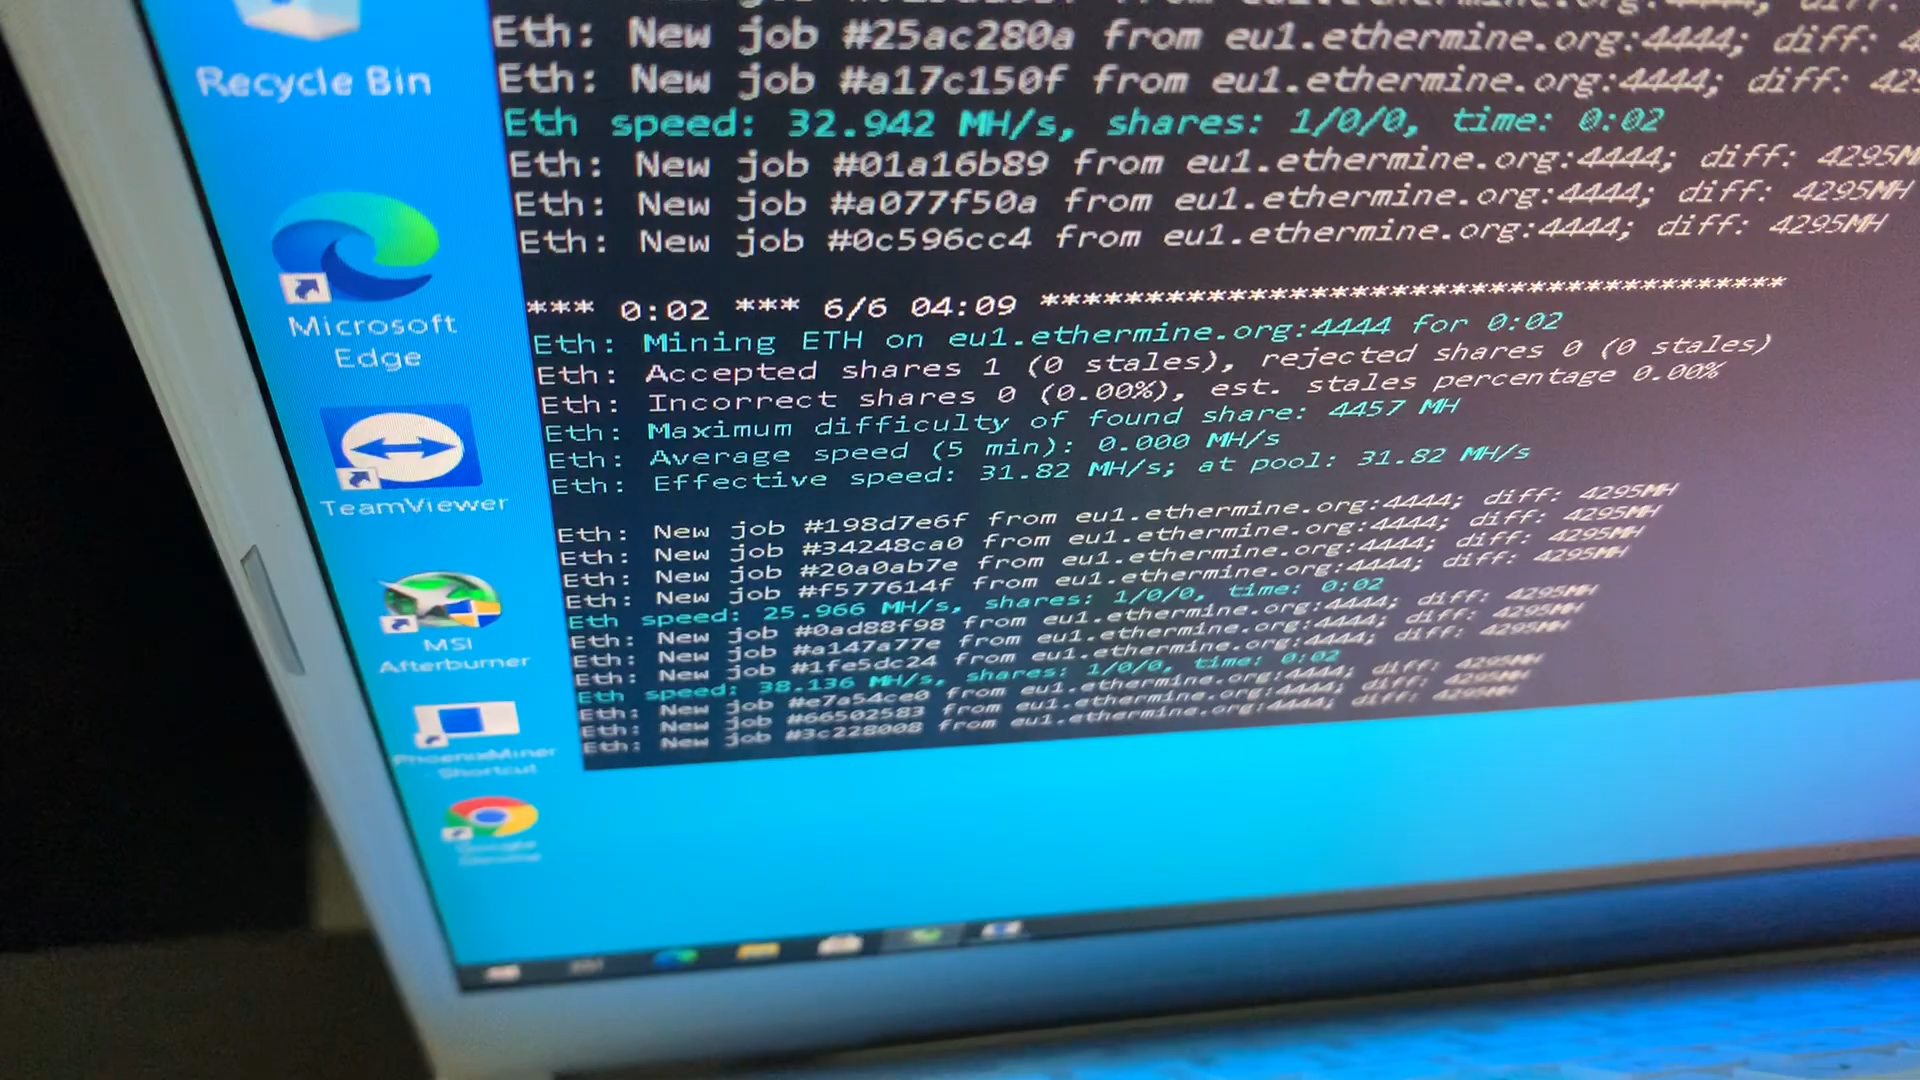 Recycle Bin
Microsoft
Edge
TeamViewer
MSI
Afterburner
PhoenixMiner
Shortcut
Google
Chrome
Eth: New job #25ac280a from eu1.ethermine.org:4444; diff:
Eth: New job #a17c150f from eu1.ethermine.org:4444; diff: 429
Eth speed: 32.942 MH/s, shares: 1/0/0, time: 0:02
Eth: New job #01a16b89 from eu1.ethermine.org:4444; diff: 4295M
Eth: New job #a077f50a from eu1.ethermine.org:4444; diff: 4295MH
Eth: New job #0c596cc4 from eu1.ethermine.org:4444; diff: 4295MH
*** 0:02 *** 6/6 04:09 **************************************
Eth: Mining ETH on eu1.ethermine.org:4444 for 0:02
Eth: Accepted shares 1 (0 stales), rejected shares 0 (0 stales)
Eth: Incorrect shares 0 (0.00%), est. stales percentage 0.00%
Eth: Maximum difficulty of found share: 4457 MH
Eth: Average speed (5 min): 0.000 MH/s
Eth: Effective speed: 31.82 MH/s; at pool: 31.82 MH/s
Eth: New job #198d7e6f from eu1.ethermine.org:4444; diff: 4295MH
Eth: New job #34248ca0 from eu1.ethermine.org:4444; diff: 4295MH
Eth: New job #20a0ab7e from eu1.ethermine.org:4444; diff: 4295MH
Eth: New job #f577614f from eu1.ethermine.org:4444; diff: 4295MH
Eth speed: 25.966 MH/s, shares: 1/0/0, time: 0:02
Eth: New job #0ad88f98 from eu1.ethermine.org:4444; diff: 4295MH
Eth: New job #a147a77e from eu1.ethermine.org:4444; diff: 4295MH
Eth: New job #1fe5dc24 from eu1.ethermine.org:4444; diff: 4295MH
Eth speed: 38.136 MH/s, shares: 1/0/0, time: 0:02
Eth: New job #e7a54ce0 from eu1.ethermine.org:4444; diff: 4295MH
Eth: New job #66502583 from eu1.ethermine.org:4444; diff: 4295MH
Eth: New job #3c228008 from eu1.ethermine.org:4444; diff: 4295MH